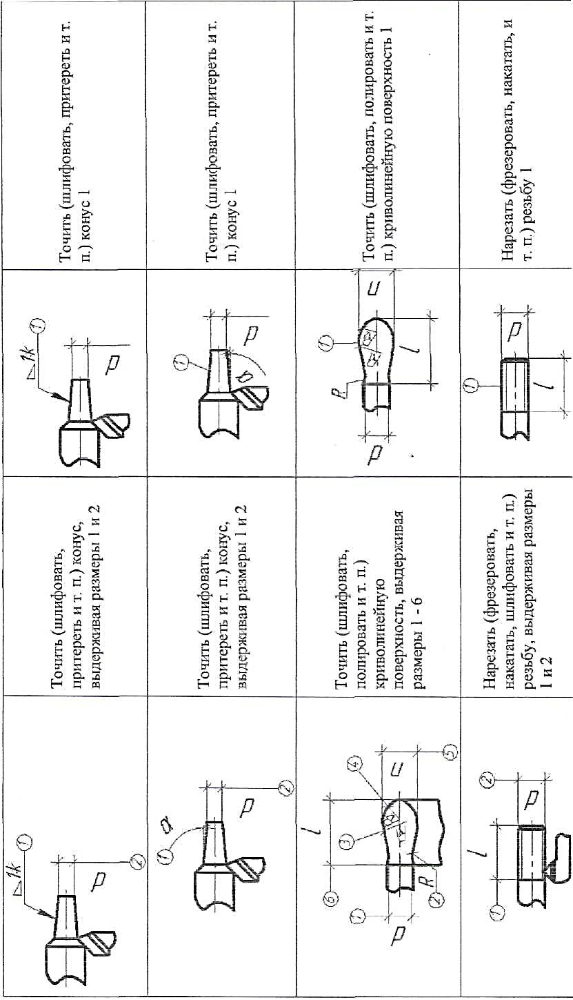 ◁1:k
①
②
Точить (шлифовать,
притереть и т. п.) конус,
выдерживая размеры 1 и 2
◁1:k
①
Точить (шлифовать, притереть и т.
п.) конус 1
①
α
②
Точить (шлифовать,
притереть и т. п.) конус,
выдерживая размеры 1 и 2
①
α
Точить (шлифовать, притереть и т.
п.) конус 1
l
⑥
③
④
①
R
②
⑤
Точить (шлифовать,
полировать и т. п.)
криволинейную
поверхность, выдерживая
размеры 1 - 6
R
①
l
Точить (шлифовать, полировать и т.
п.) криволинейную поверхность 1
①
l
②
Нарезать (фрезеровать,
накатать, шлифовать и т. п.)
резьбу, выдерживая размеры
1 и 2
①
l
Нарезать (фрезеровать, накатать, и
т. п.) резьбу 1